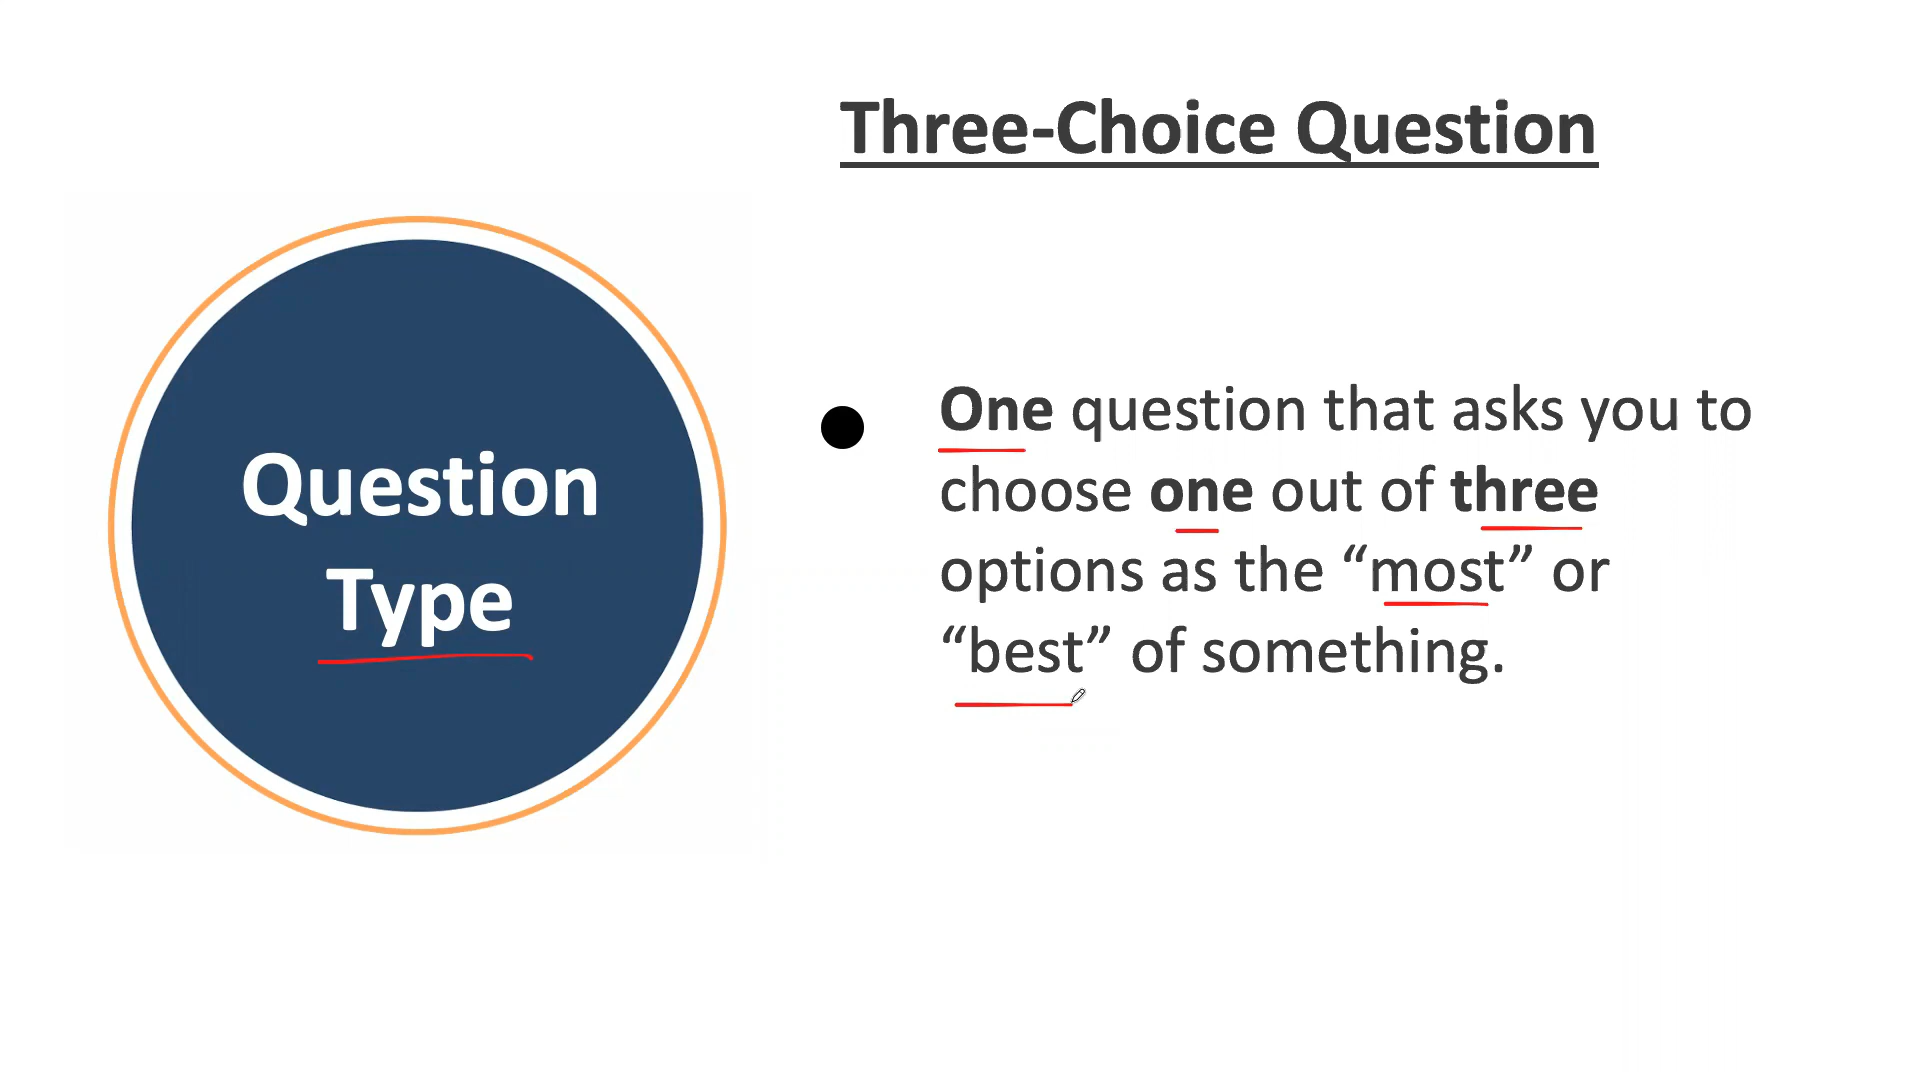 Three-Choice Question
Question
Type
One question that asks you to
choose one out of three
options as the “most” or
“best” of something.